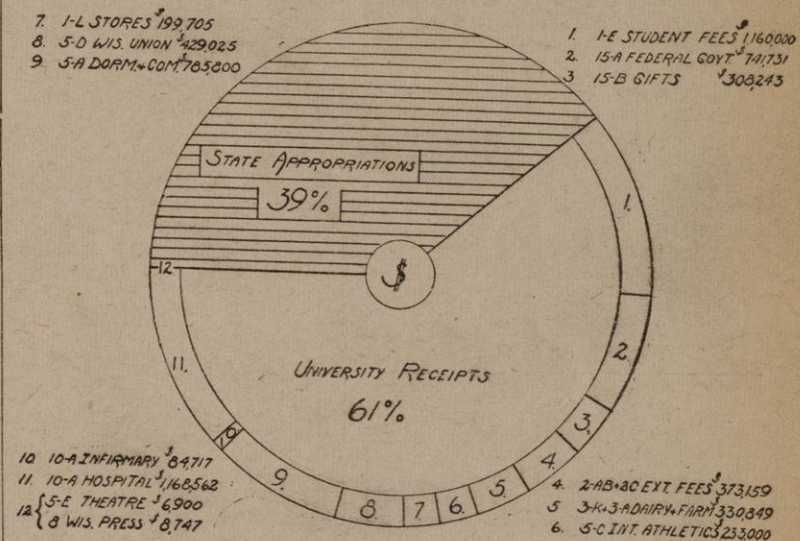 7. 1-L STORES $199,705
8. 5-D WIS. UNION $429,025
9 5-A DORM.+COM.$785,800
1. 1-E STUDENT FEES $1,160,000
2. 15-A FEDERAL GOVT $741,731
3 15-B GIFTS $308,243
STATE APPROPRIATIONS
39%
1.
12
$
2.
11.
UNIVERSITY RECEIPTS
61%
3.
10
4.
9.
5.
8.
7.
6.
10 10-A INFIRMARY $84,717
11. 10-A HOSPITAL $1,168,562
12 { 5-E THEATRE $6,900
8 WIS. PRESS $8,747
4. 2-AB+8C EXT. FEES $373,159
5 3-K+3-A DAIRY+FARM $330,849
6. 5-C INT. ATHLETICS $233,000